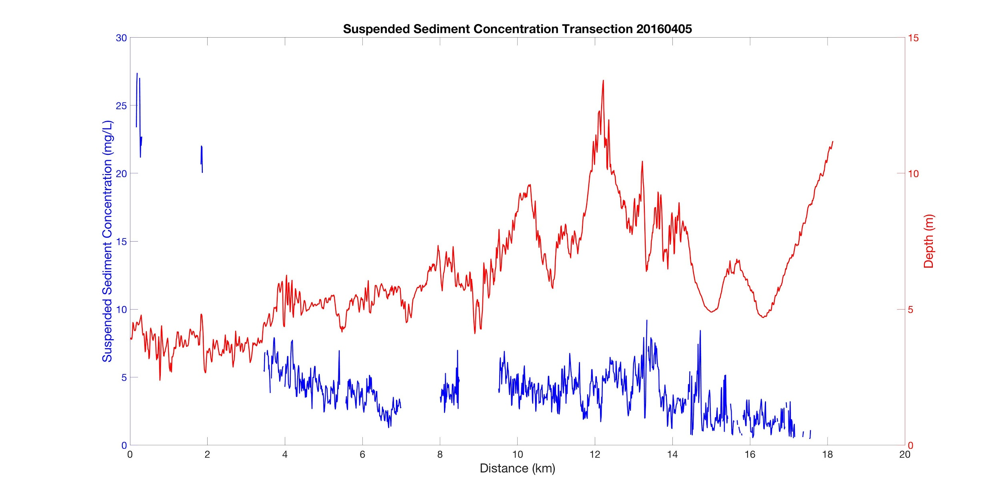 Suspended Sediment Concentration Transection 20160405
30
25
20
15
10
5
0
Suspended Sediment Concentration (mg/L)
15
10
5
0
Depth (m)
0 2 4 6 8 10 12 14 16 18 20
Distance (km)